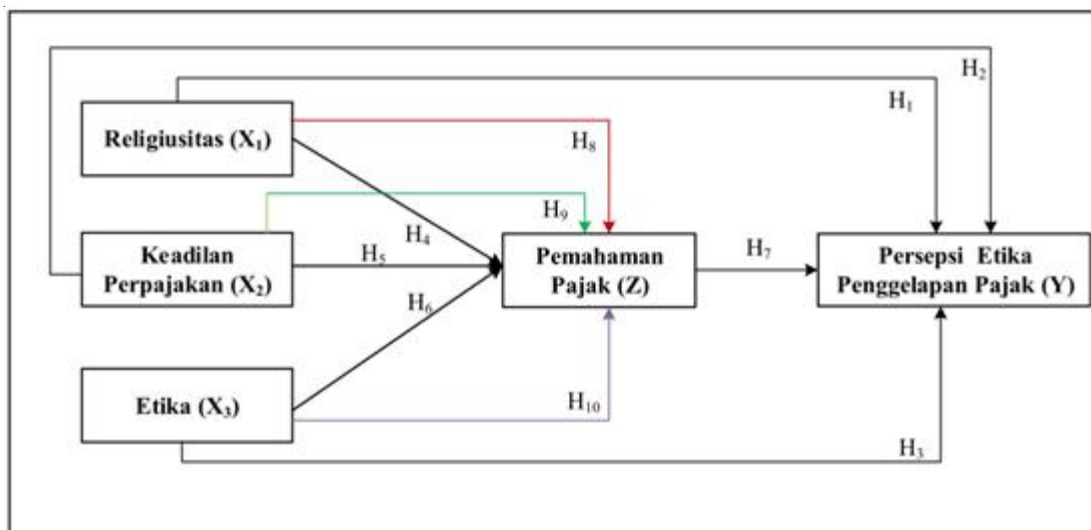 H₂
H₁
Religiusitas (X₁)
H₈
H₉
H₄
Keadilan
Perpajakan (X₂)
H₅
Pemahaman
Pajak (Z)
H₇
Persepsi Etika
Penggelapan Pajak (Y)
H₆
Etika (X₃)
H₁₀
H₃